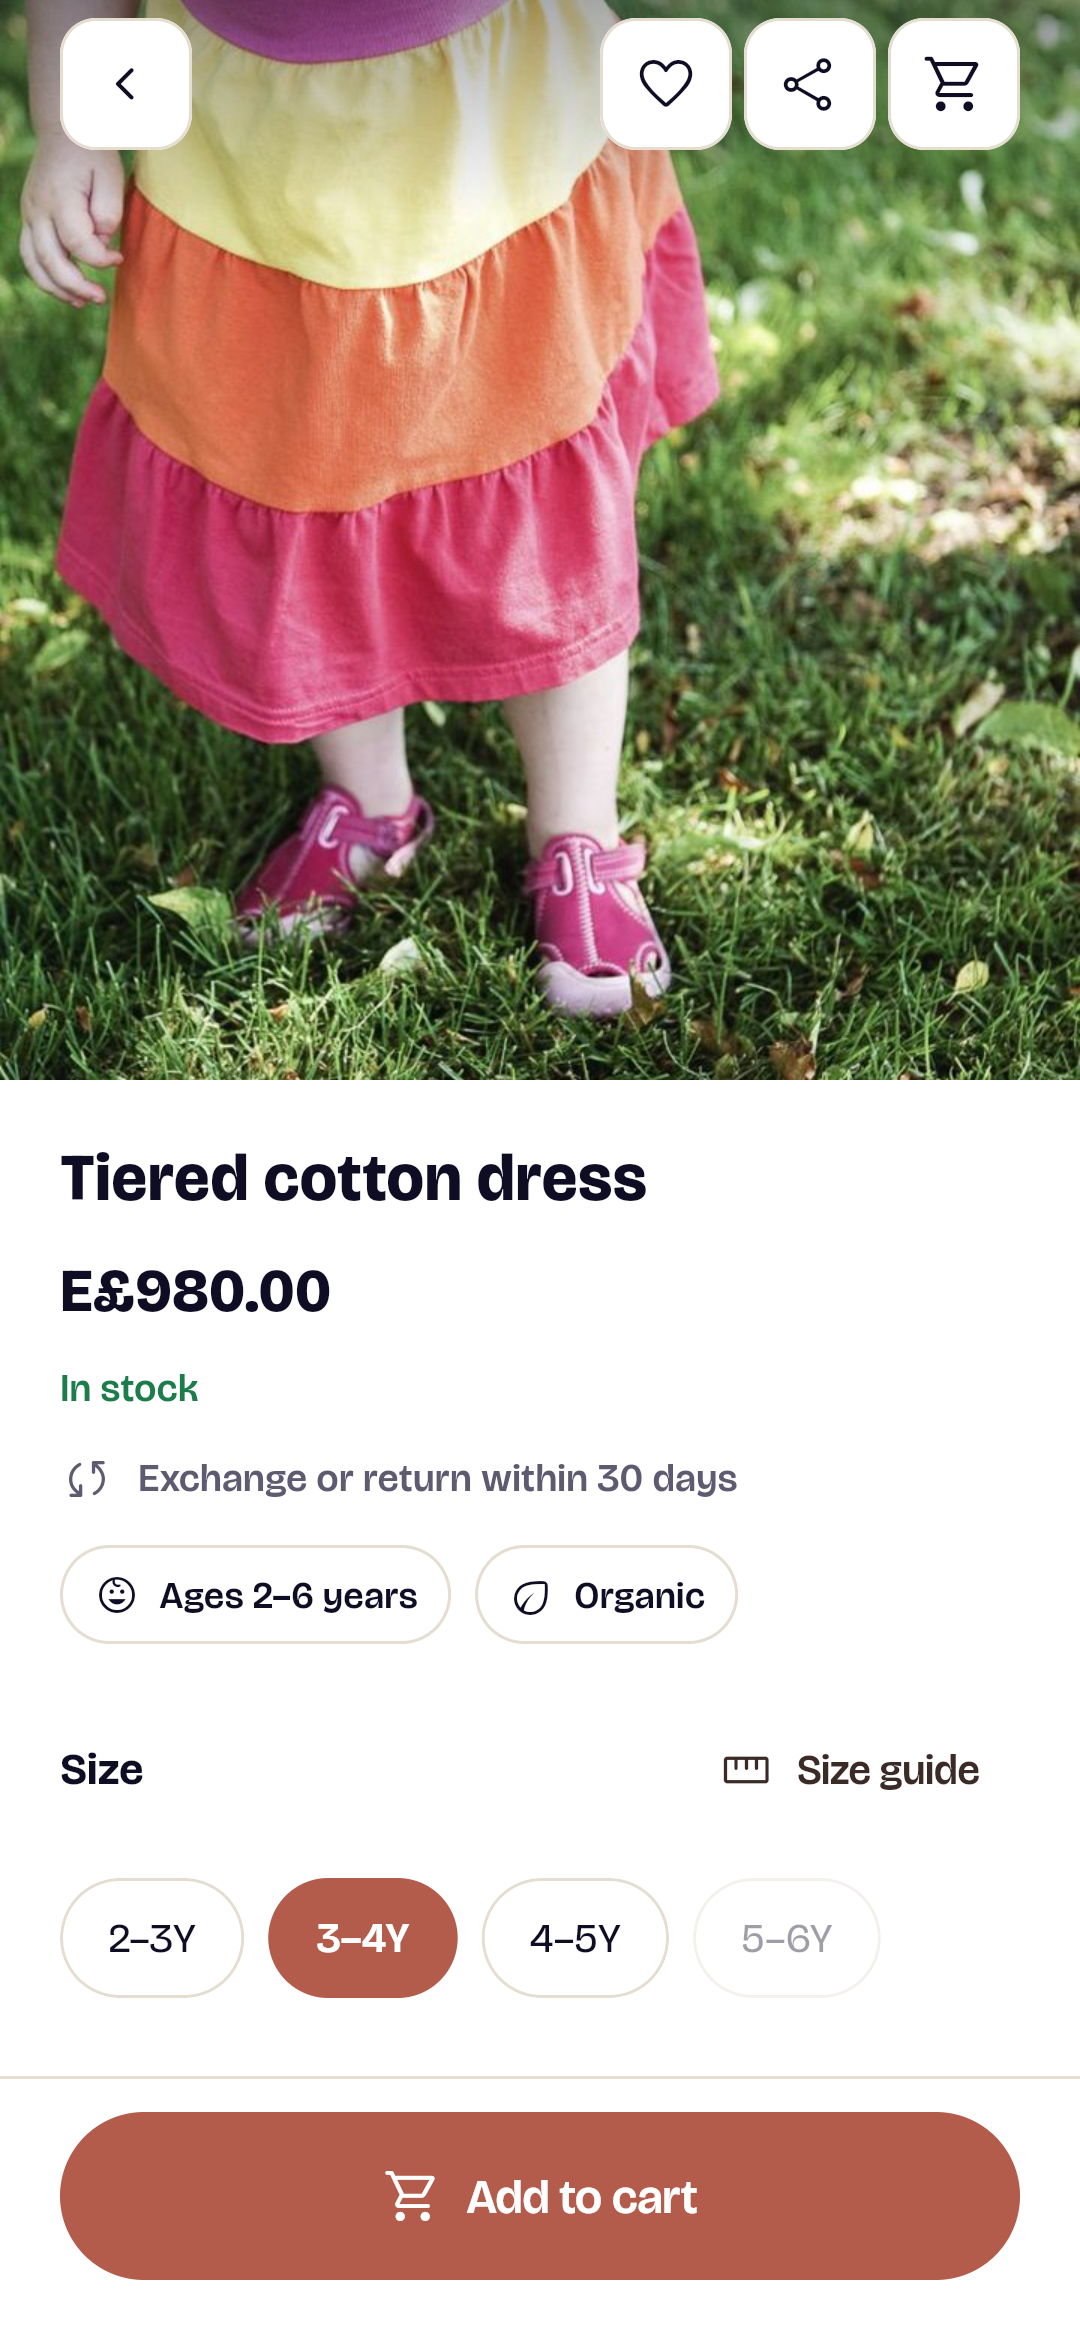 Tiered cotton dress
E£980.00
In stock
Exchange or return within 30 days
Ages 2–6 years
Organic
Size
Size guide
2–3Y
3–4Y
4–5Y
5–6Y
Add to cart